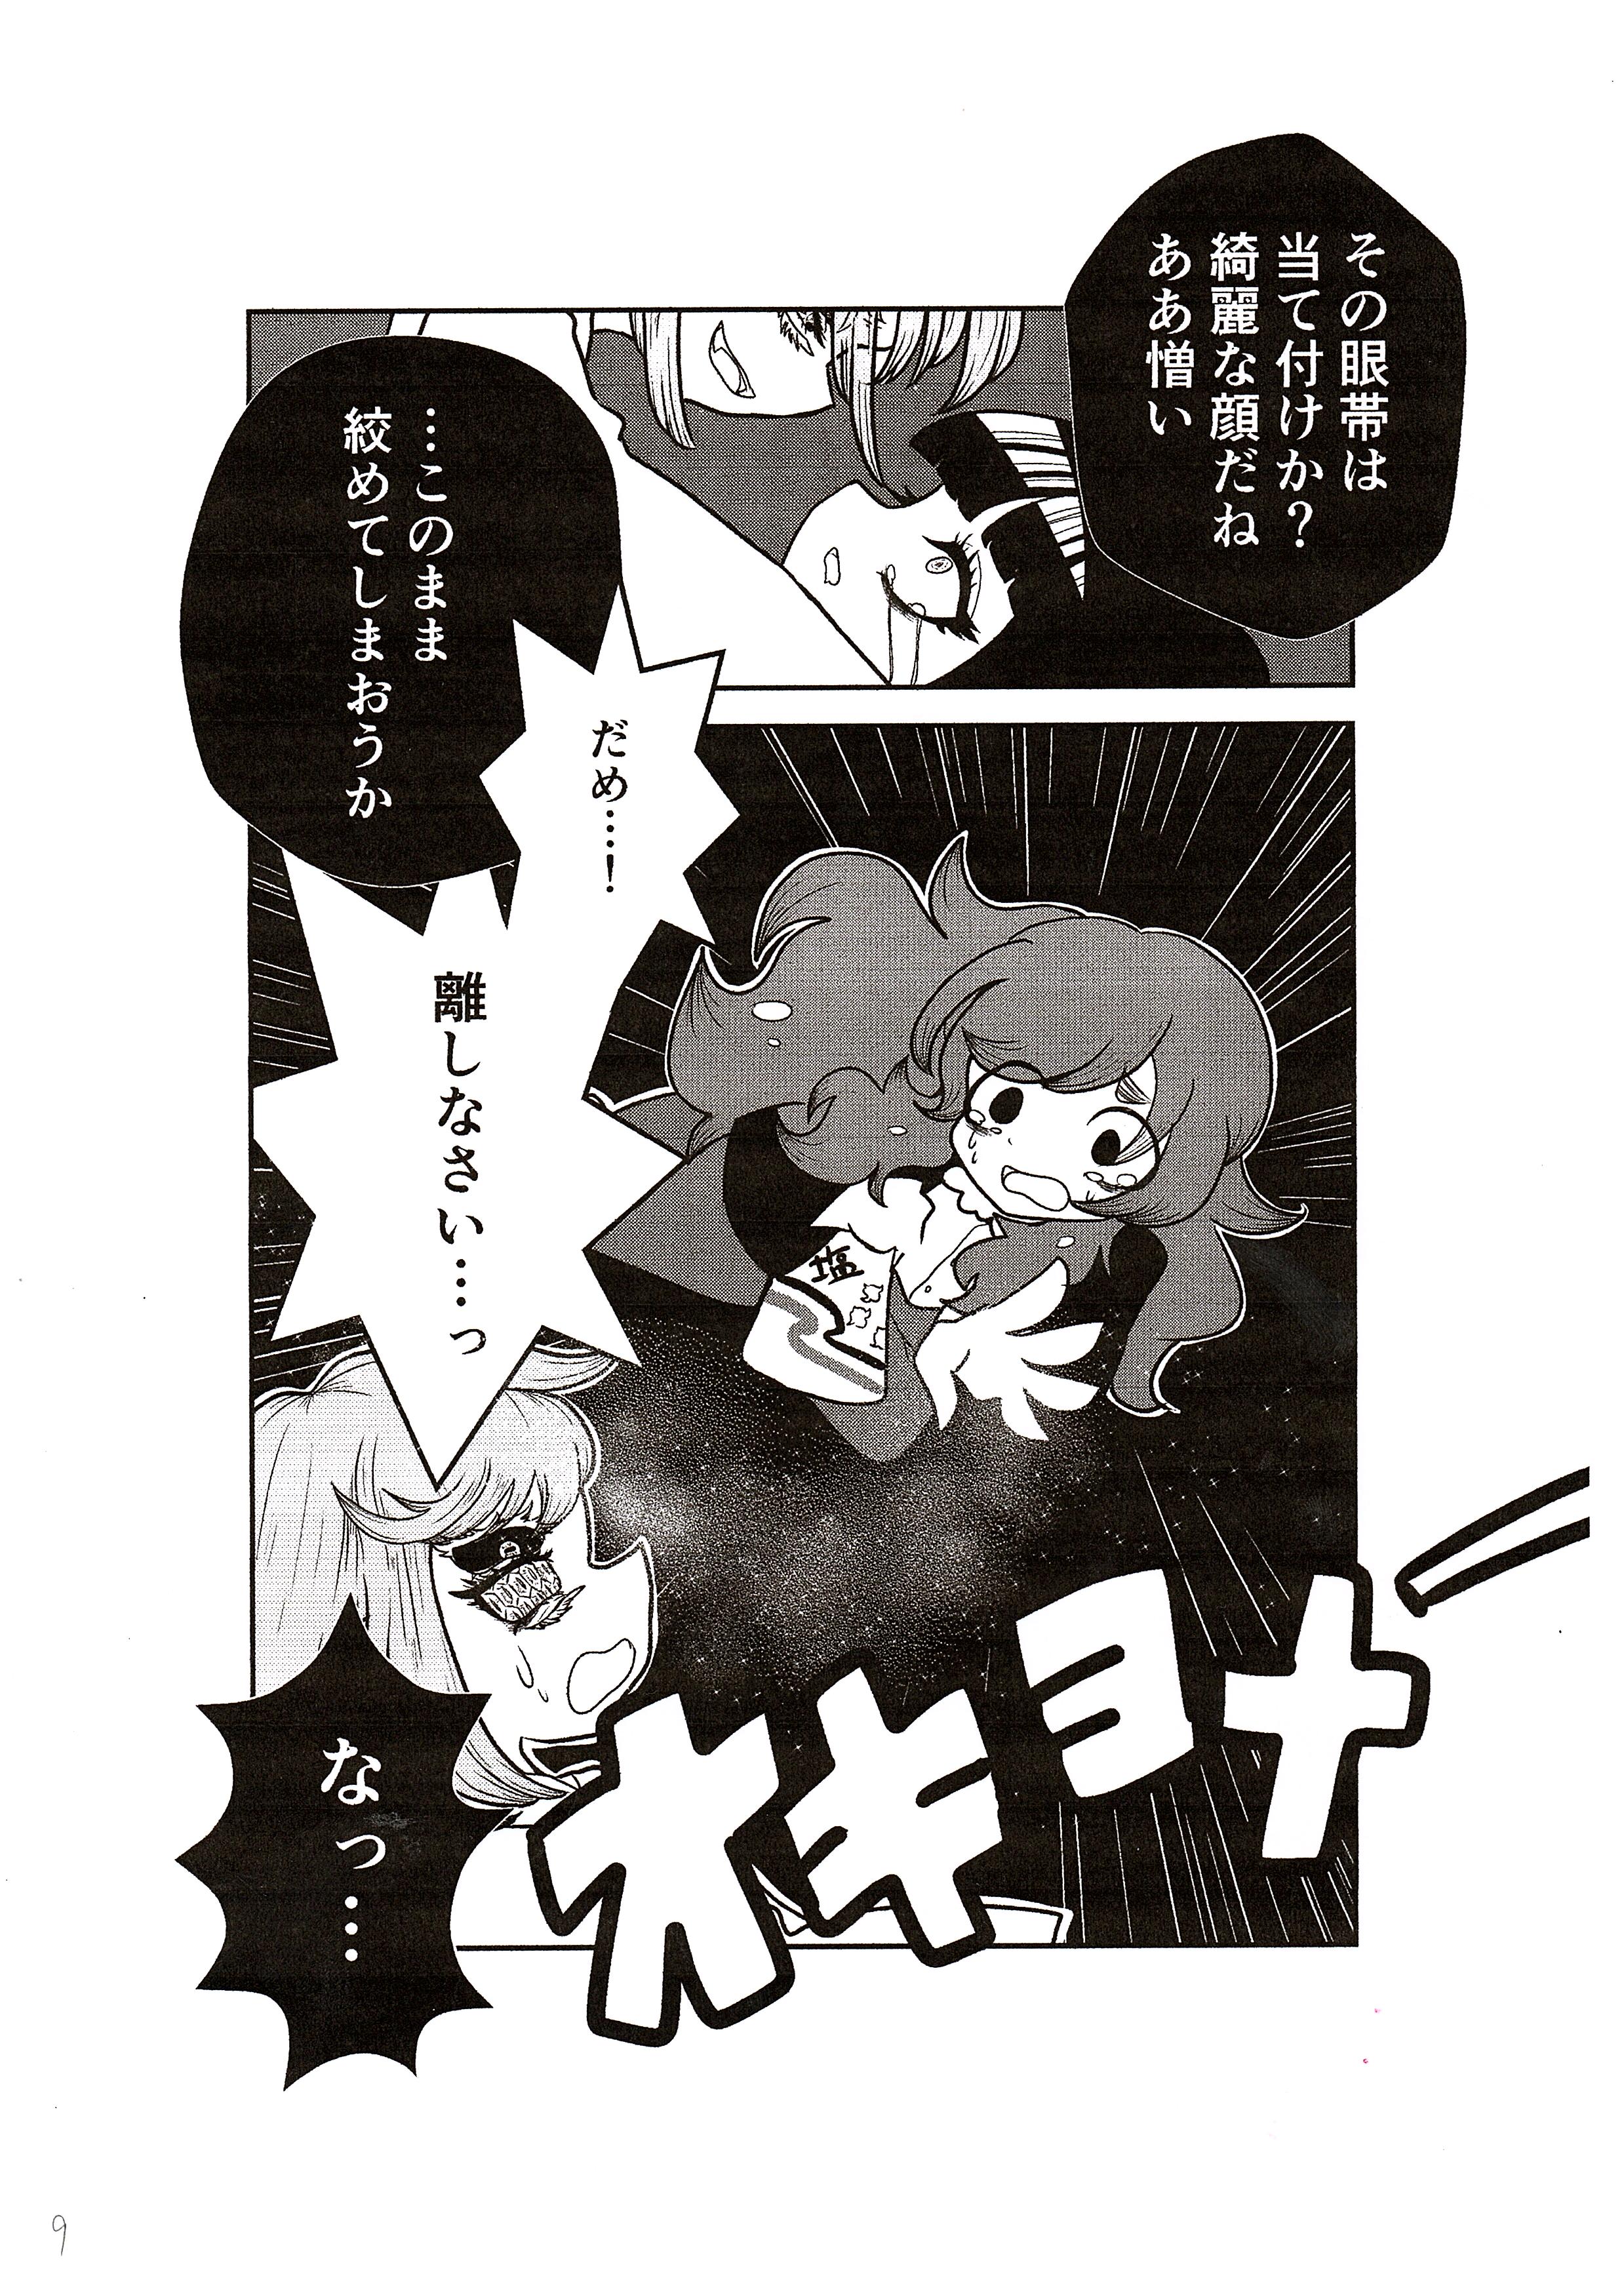 その眼帯は
当て付けか?
綺麗な顔だね
ああ憎い
…このまま
絞めてしまおうか
だめ…!
離しなさい…っ
塩
オキョナー
なっ…
9